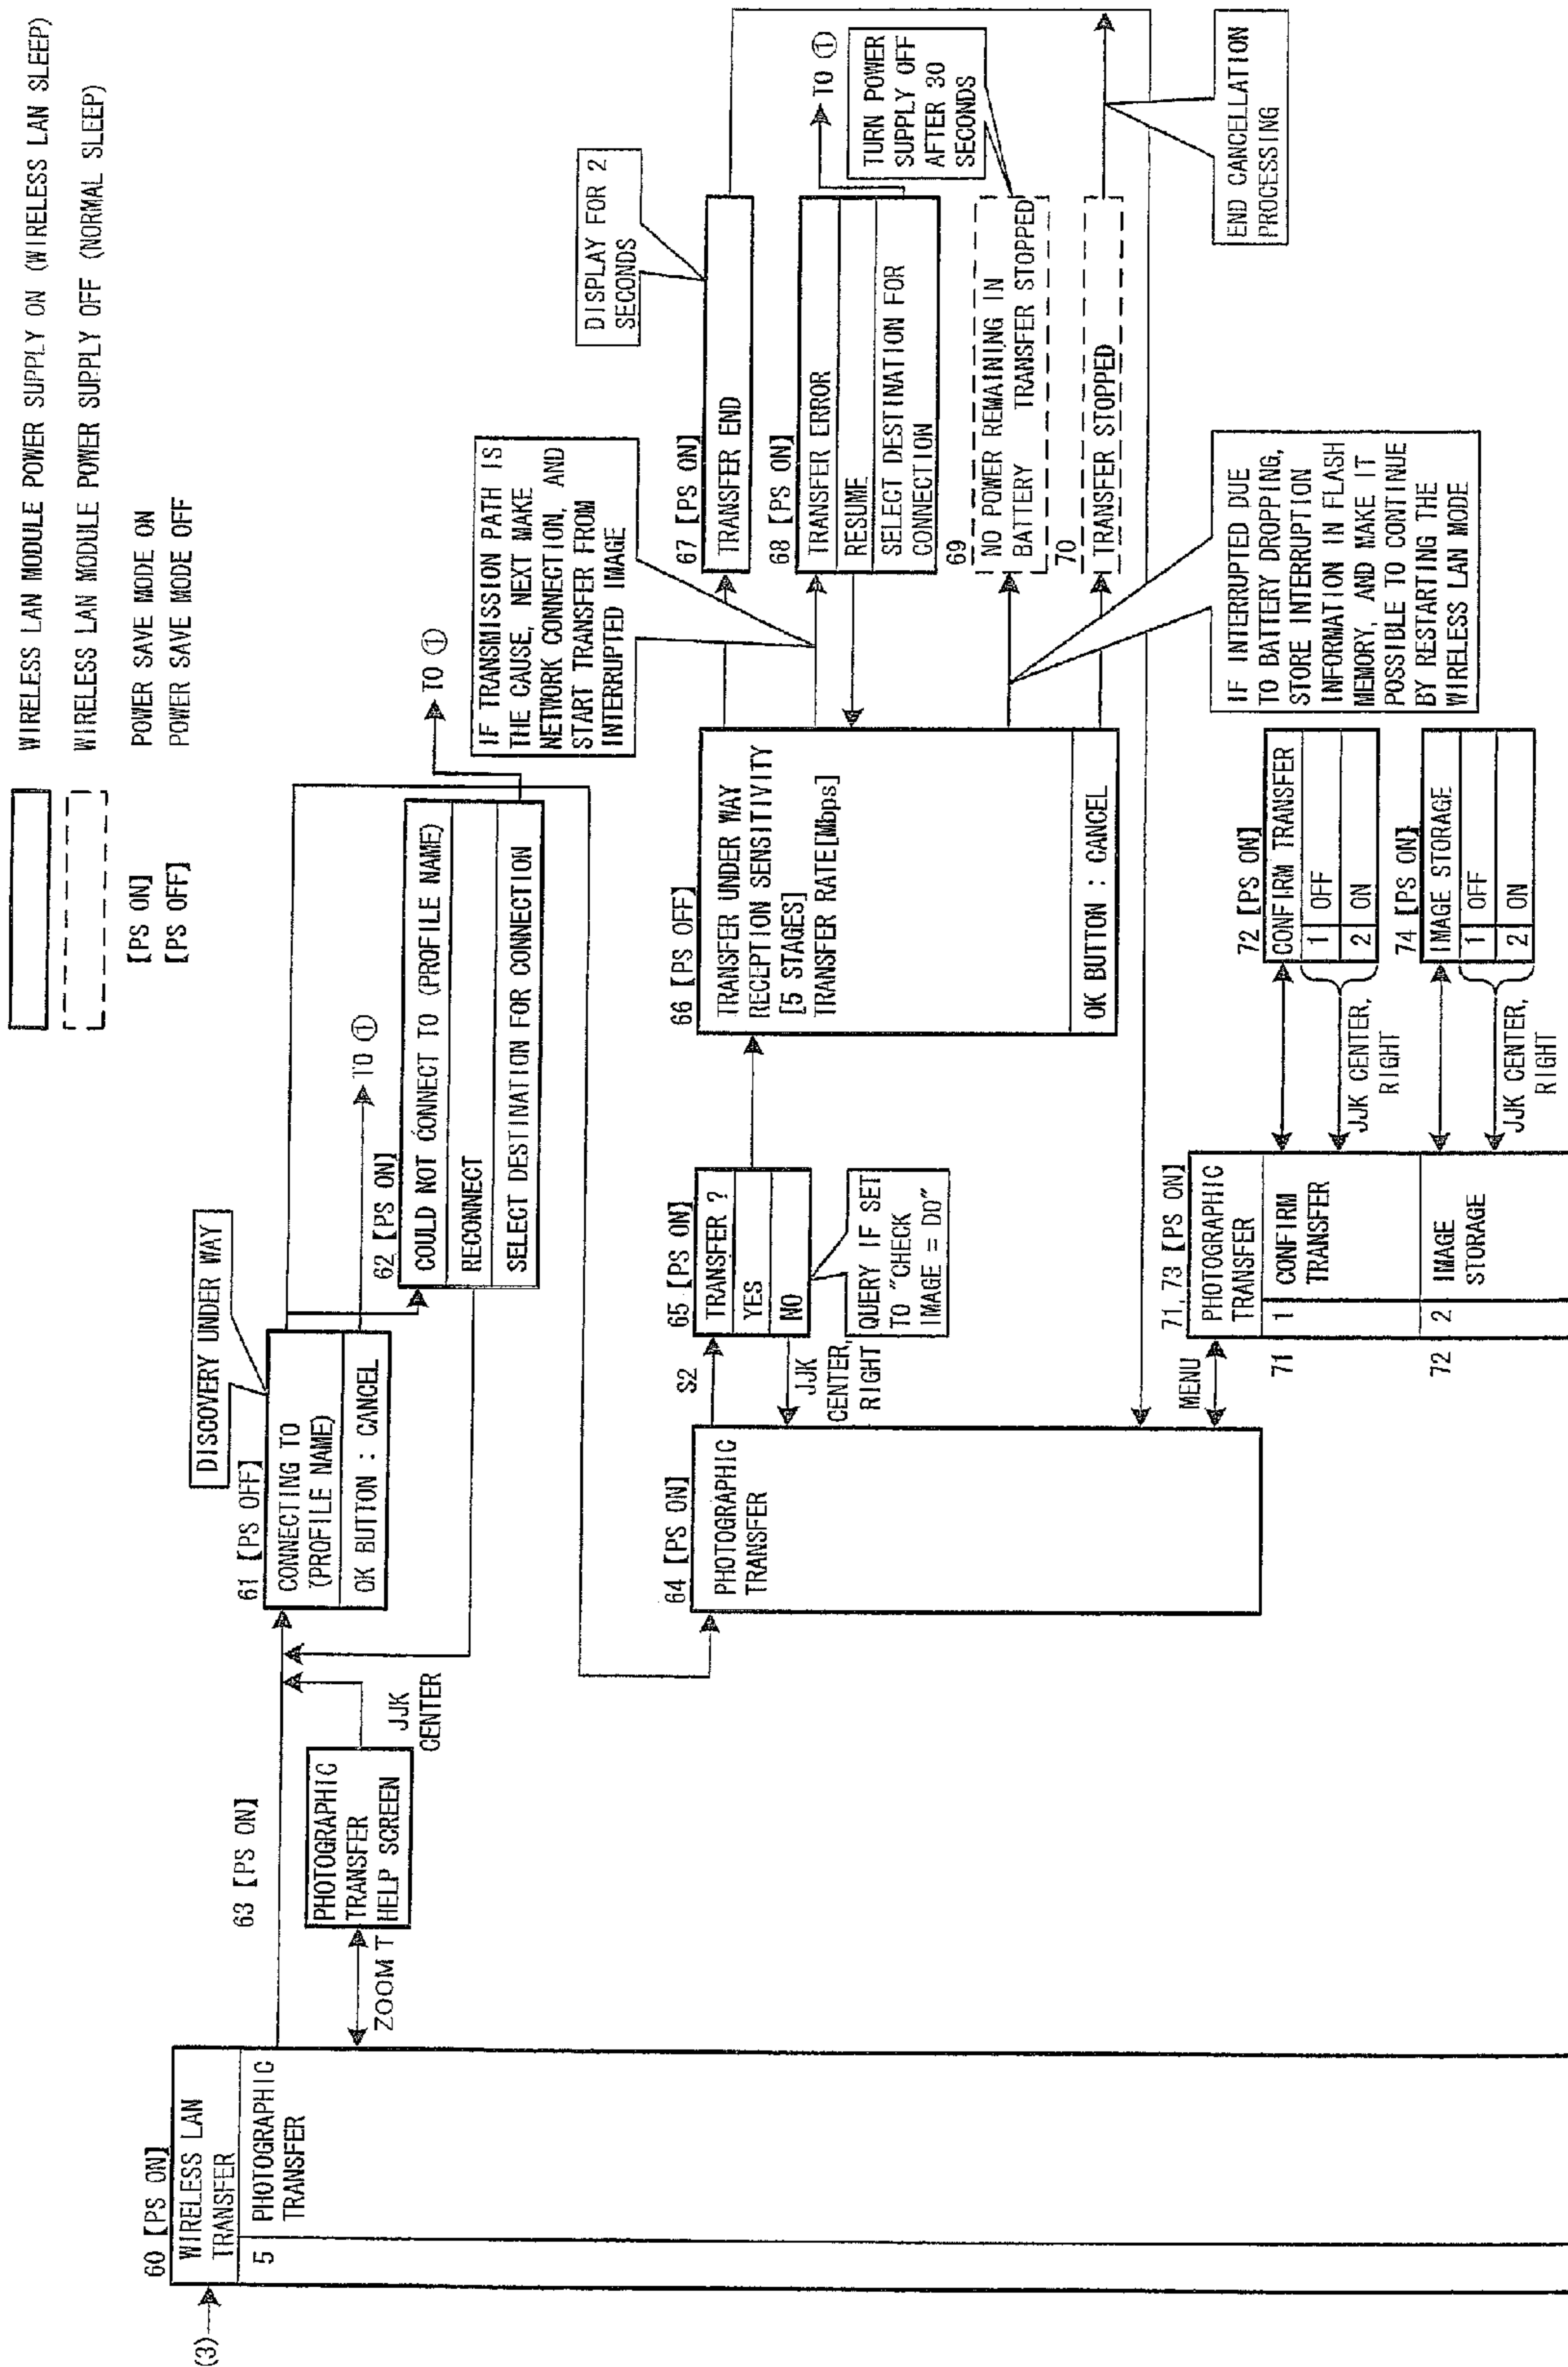 WIRELESS LAN MODULE POWER SUPPLY ON (WIRELESS LAN SLEEP)
WIRELESS LAN MODULE POWER SUPPLY OFF (NORMAL SLEEP)
[PS ON] POWER SAVE MODE ON
[PS OFF] POWER SAVE MODE OFF
(3)
60 [PS ON]
WIRELESS LAN
TRANSFER
5 PHOTOGRAPHIC
TRANSFER
63 [PS ON]
ZOOM T
PHOTOGRAPHIC
TRANSFER
HELP SCREEN
JJK
CENTER
DISCOVERY UNDER WAY
61 [PS OFF]
CONNECTING TO
(PROFILE NAME)
OK BUTTON : CANCEL
TO ①
62 [PS ON]
COULD NOT CONNECT TO (PROFILE NAME)
RECONNECT
SELECT DESTINATION FOR CONNECTION
TO ①
64 [PS ON]
PHOTOGRAPHIC
TRANSFER
S2
65 [PS ON]
TRANSFER ?
YES
NO
JJK
CENTER,
RIGHT
QUERY IF SET
TO "CHECK
IMAGE = DO"
66 [PS OFF]
TRANSFER UNDER WAY
RECEPTION SENSITIVITY
[5 STAGES]
TRANSFER RATE[Mbps]
OK BUTTON : CANCEL
IF TRANSMISSION PATH IS
THE CAUSE, NEXT MAKE
NETWORK CONNECTION, AND
START TRANSFER FROM
INTERRUPTED IMAGE
DISPLAY FOR 2
SECONDS
67 [PS ON]
TRANSFER END
68 [PS ON]
TRANSFER ERROR
RESUME
SELECT DESTINATION FOR
CONNECTION
TO ①
69
NO POWER REMAINING IN
BATTERY TRANSFER STOPPED
TURN POWER
SUPPLY OFF
AFTER 30
SECONDS
70
TRANSFER STOPPED
END CANCELLATION
PROCESSING
IF INTERRUPTED DUE
TO BATTERY DROPPING,
STORE INTERRUPTION
INFORMATION IN FLASH
MEMORY, AND MAKE IT
POSSIBLE TO CONTINUE
BY RESTARTING THE
WIRELESS LAN MODE
MENU
71, 73 [PS ON]
PHOTOGRAPHIC
TRANSFER
71 1 CONFIRM
TRANSFER
72 2 IMAGE
STORAGE
72 [PS ON]
CONFIRM TRANSFER
1 OFF
2 ON
JJK CENTER,
RIGHT
74 [PS ON]
IMAGE STORAGE
1 OFF
2 ON
JJK CENTER,
RIGHT